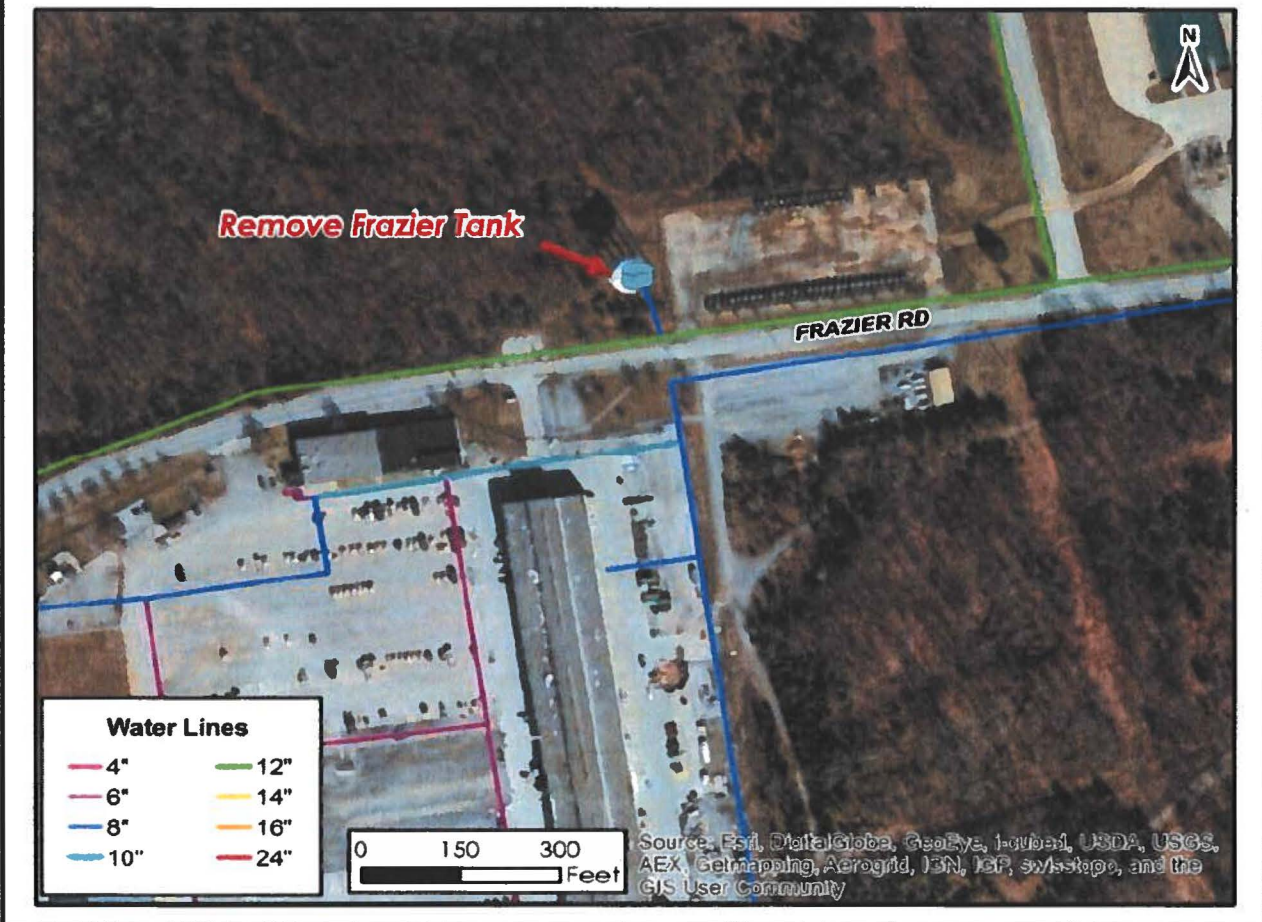 N
Remove Frazier Tank
FRAZIER RD
Water Lines
4" 12"
6" 14"
8" 16"
10" 24"
0 150 300
Feet
Source: Esri, DigitalGlobe, GeoEye, i-cubed, USDA, USGS,
AEX, Getmapping, Aerogrid, IGN, IGP, swisstopo, and the
GIS User Community